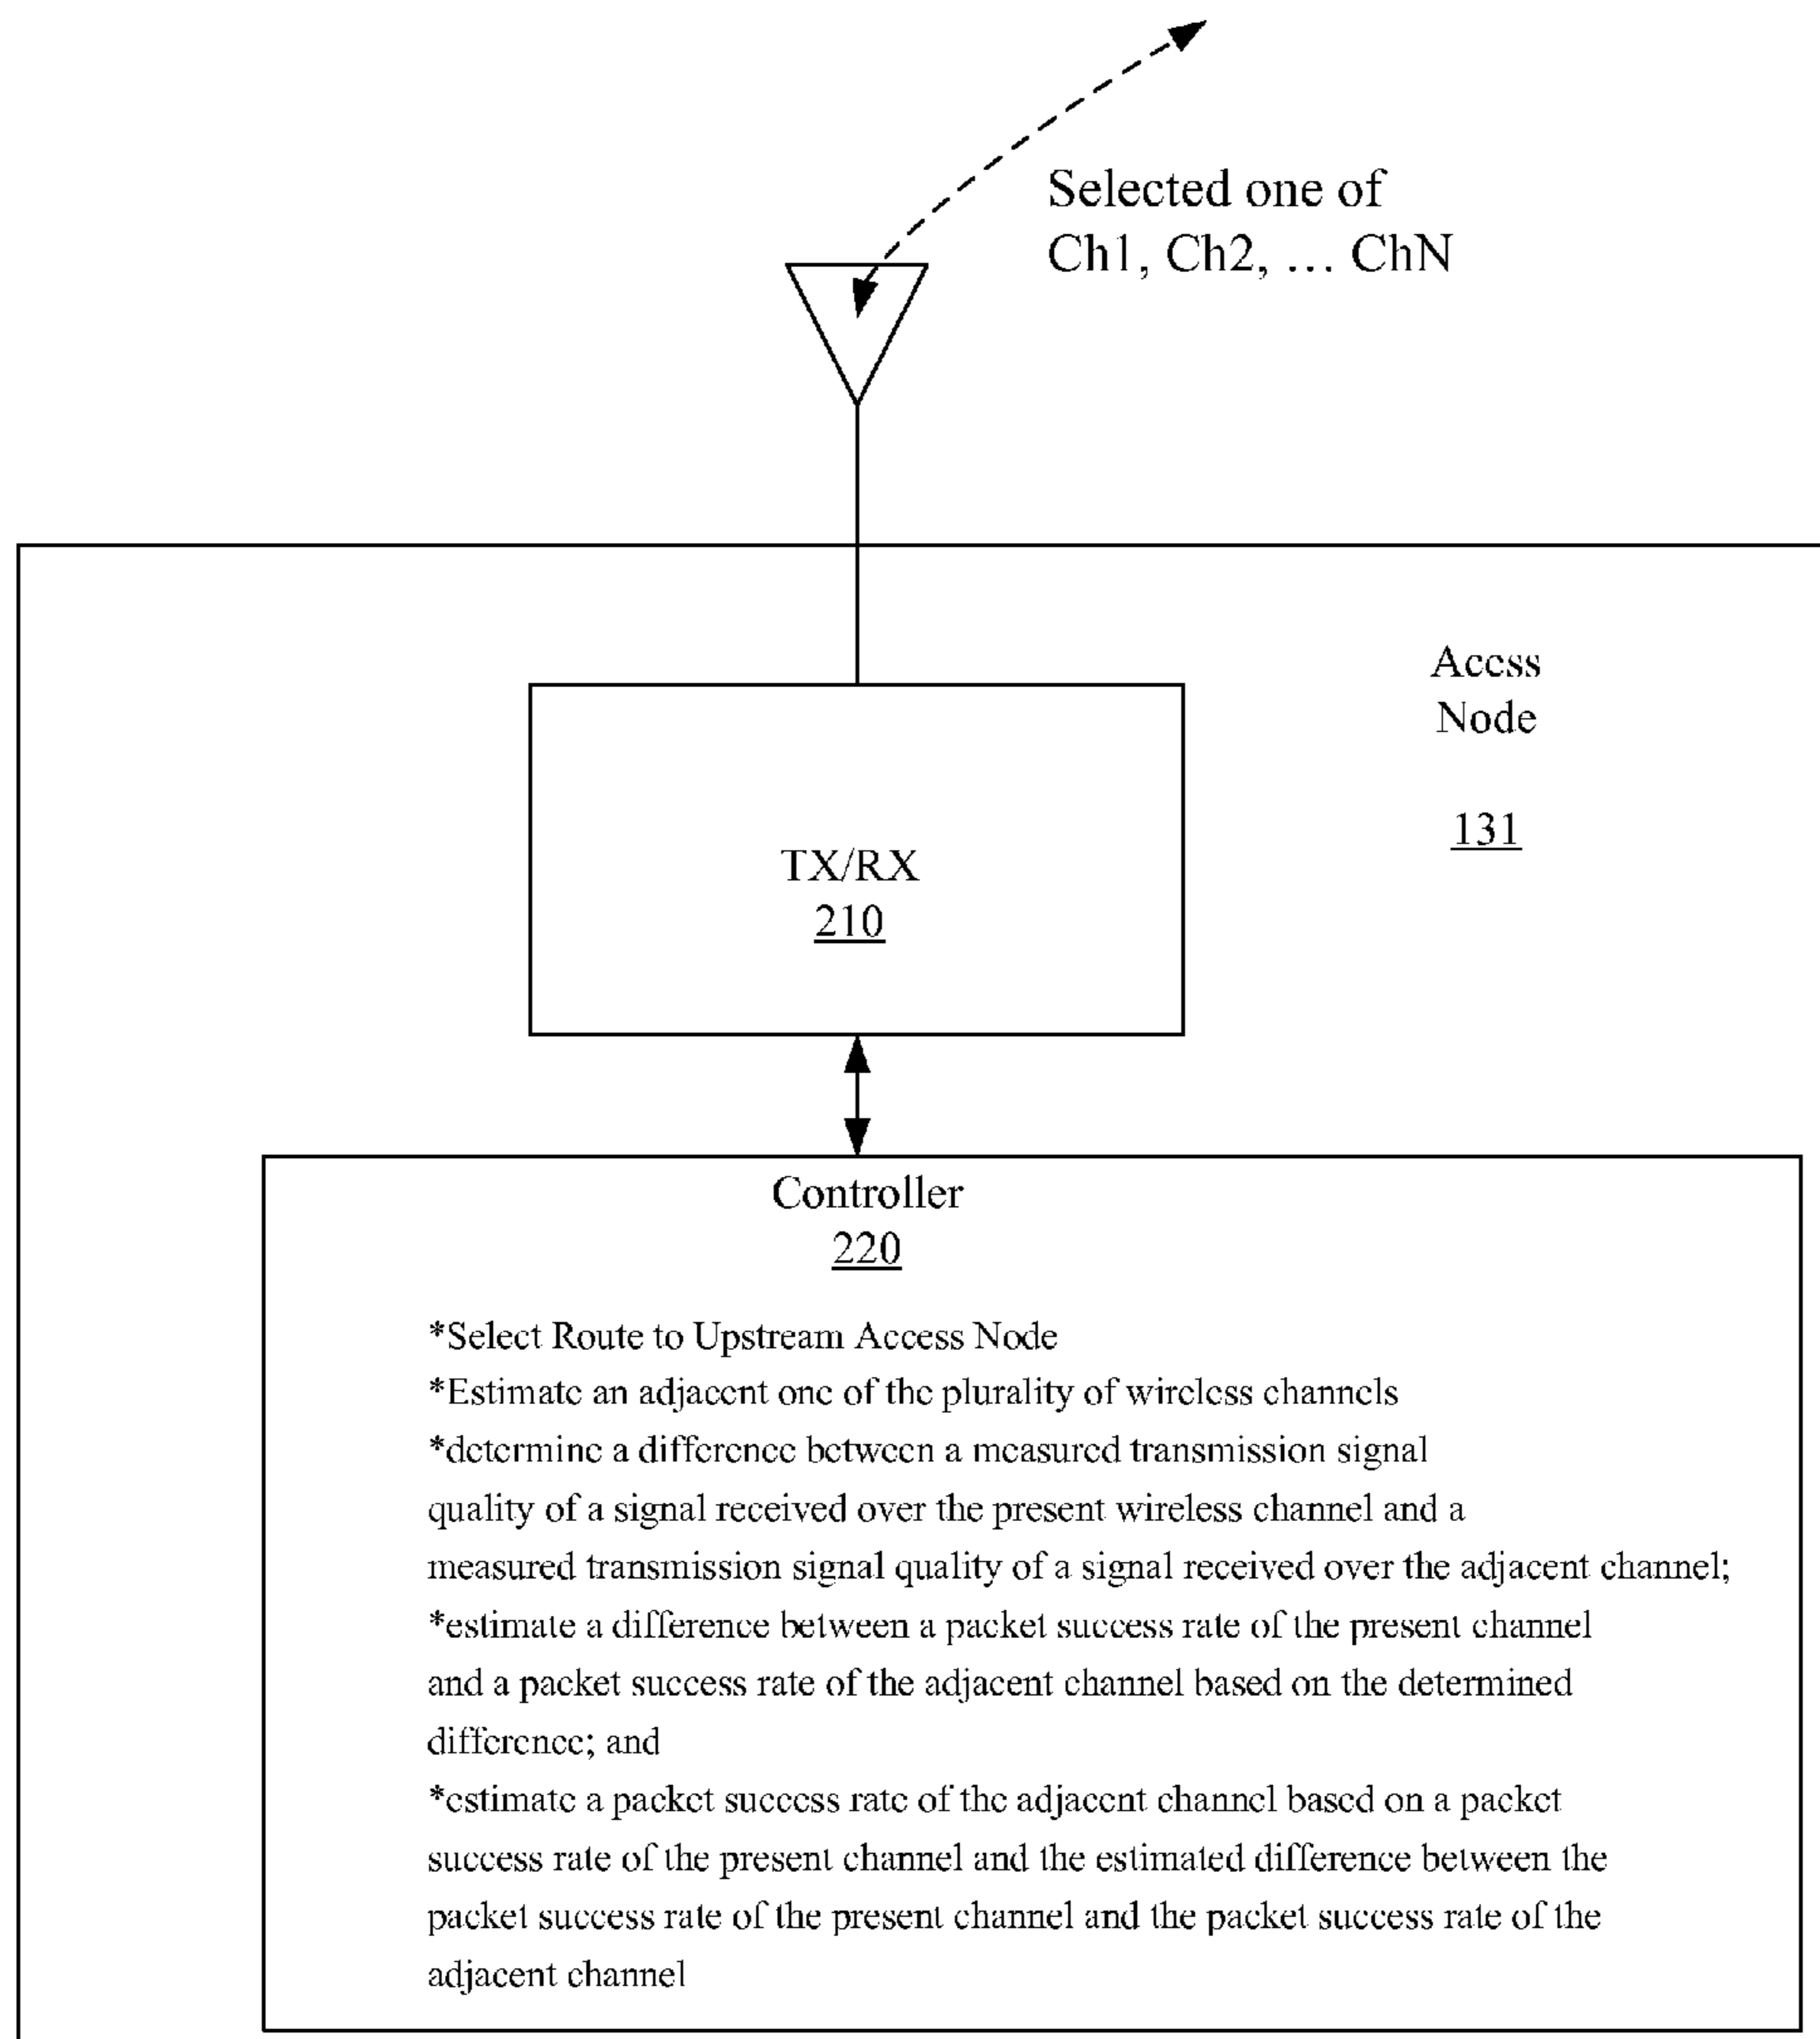 Selected one of
Ch1, Ch2, … ChN
Accss
Node
131
TX/RX
210
Controller
220
*Select Route to Upstream Access Node
*Estimate an adjacent one of the plurality of wireless channels
*determine a difference between a measured transmission signal
quality of a signal received over the present wireless channel and a
measured transmission signal quality of a signal received over the adjacent channel;
*estimate a difference between a packet success rate of the present channel
and a packet success rate of the adjacent channel based on the determined
difference; and
*estimate a packet success rate of the adjacent channel based on a packet
success rate of the present channel and the estimated difference between the
packet success rate of the present channel and the packet success rate of the
adjacent channel